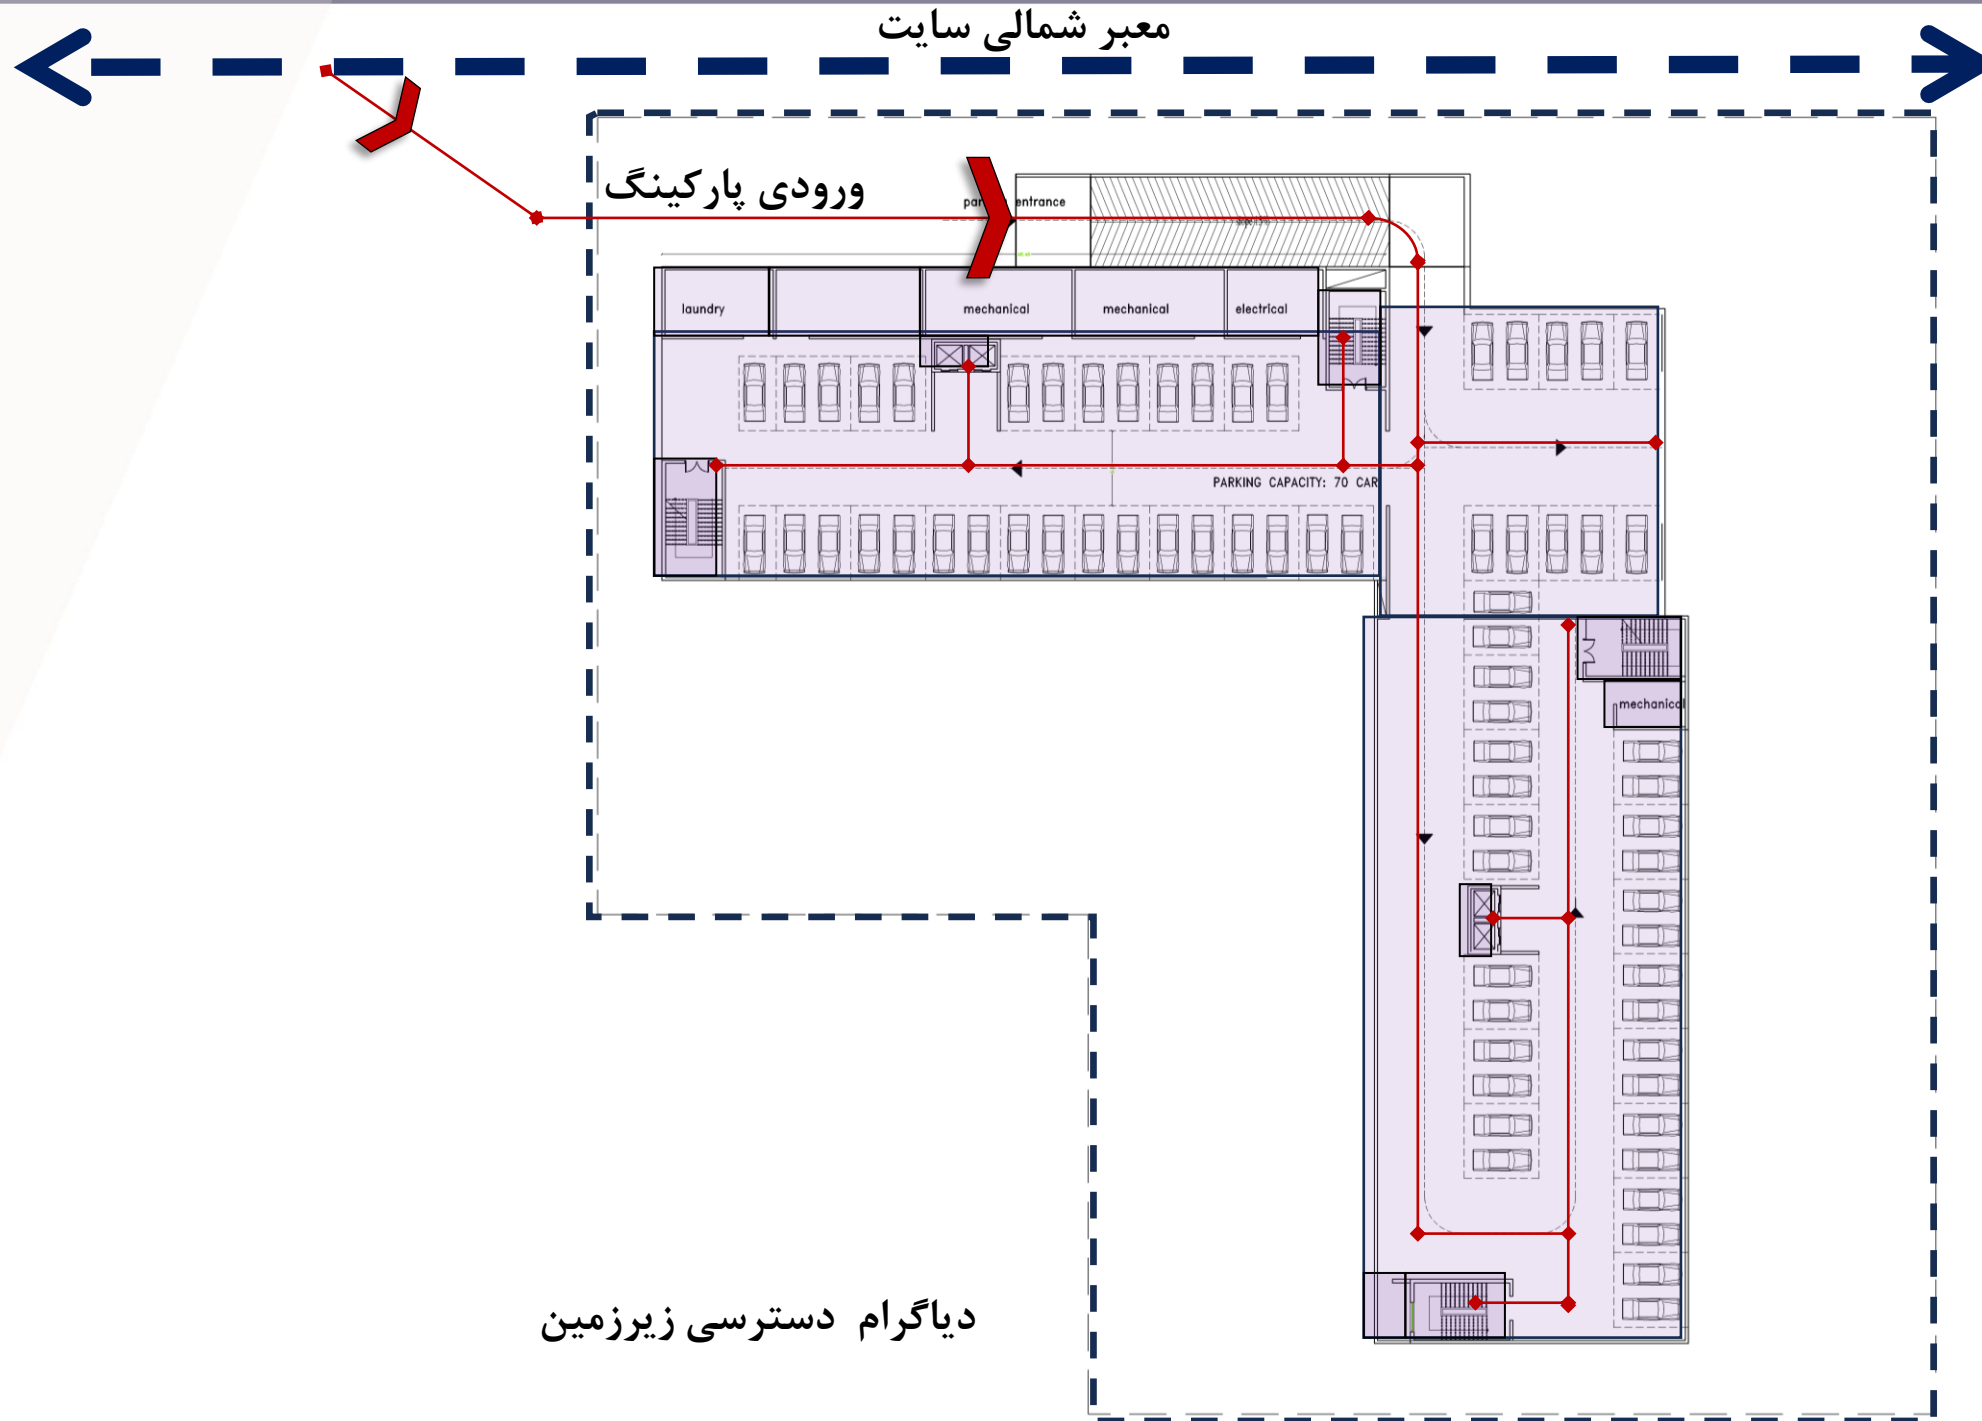 معبر شمالی سایت
ورودی پارکینگ
entrance
laundry
mechanical
mechanical
electrical
PARKING CAPACITY: 70 CAR
mechanical
دیاگرام دسترسی زیرزمین